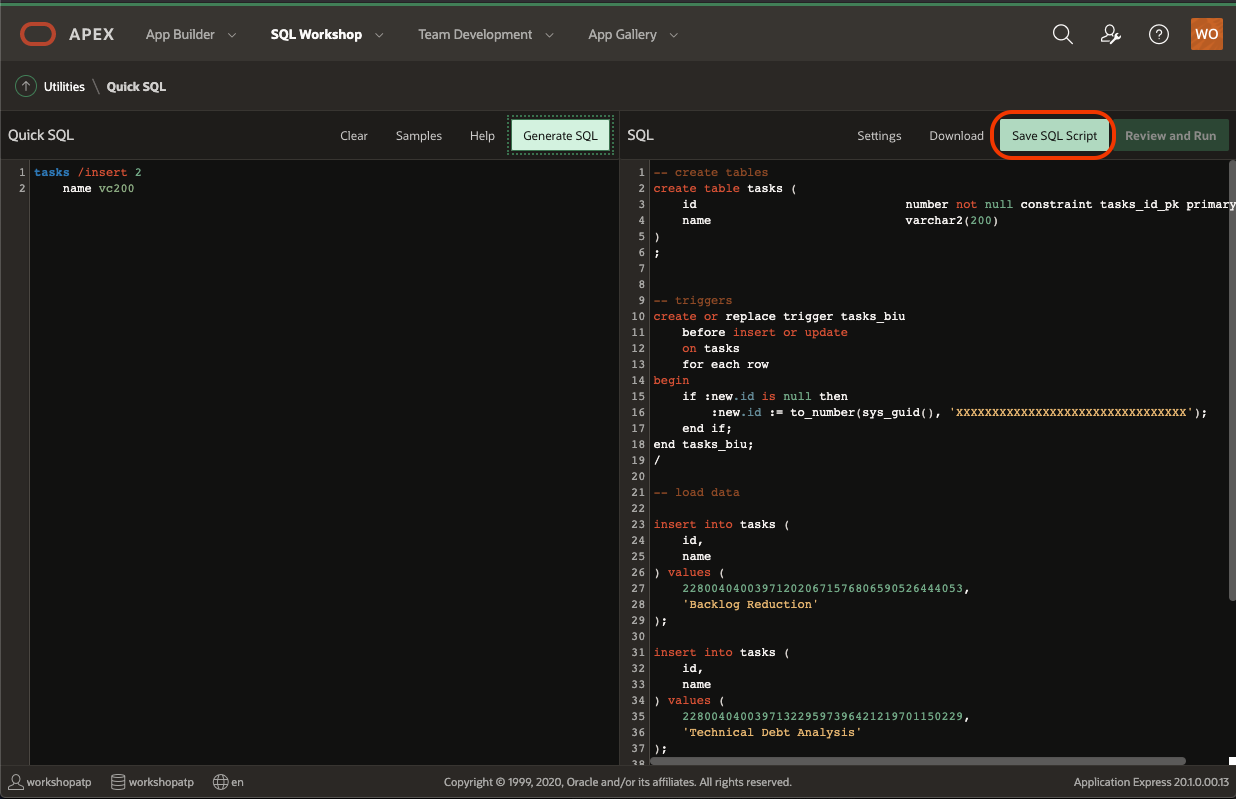 APEX App Builder SQL Workshop Team Development App Gallery WO
Utilities \ Quick SQL
Quick SQL Clear Samples Help Generate SQL SQL Settings Download Save SQL Script Review and Run
1 tasks /insert 2
2 name vc200
1 -- create tables
2 create table tasks (
3 id number not null constraint tasks_id_pk primary
4 name varchar2(200)
5 )
6 ;
7
8
9 -- triggers
10 create or replace trigger tasks_biu
11 before insert or update
12 on tasks
13 for each row
14 begin
15 if :new.id is null then
16 :new.id := to_number(sys_guid(), 'XXXXXXXXXXXXXXXXXXXXXXXXXXXXXXXX');
17 end if;
18 end tasks_biu;
19 /
20
21 -- load data
22
23 insert into tasks (
24 id,
25 name
26 ) values (
27 228004040039712020671576806590526444053,
28 'Backlog Reduction'
29 );
30
31 insert into tasks (
32 id,
33 name
34 ) values (
35 228004040039713229597396421219701150229,
36 'Technical Debt Analysis'
37 );
38
workshopatp workshopatp en Copyright © 1999, 2020, Oracle and/or its affiliates. All rights reserved. Application Express 20.1.0.00.13